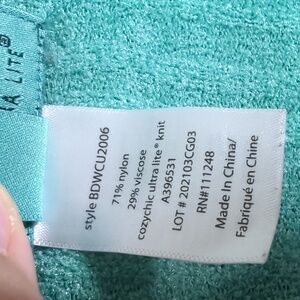 A LITE®
style BDWCU2006
71% nylon
29% viscose
cozychic ultra lite® knit
A396531
LOT # 202103CG03
RN#111248
Made In China/
Fabriqué en Chine